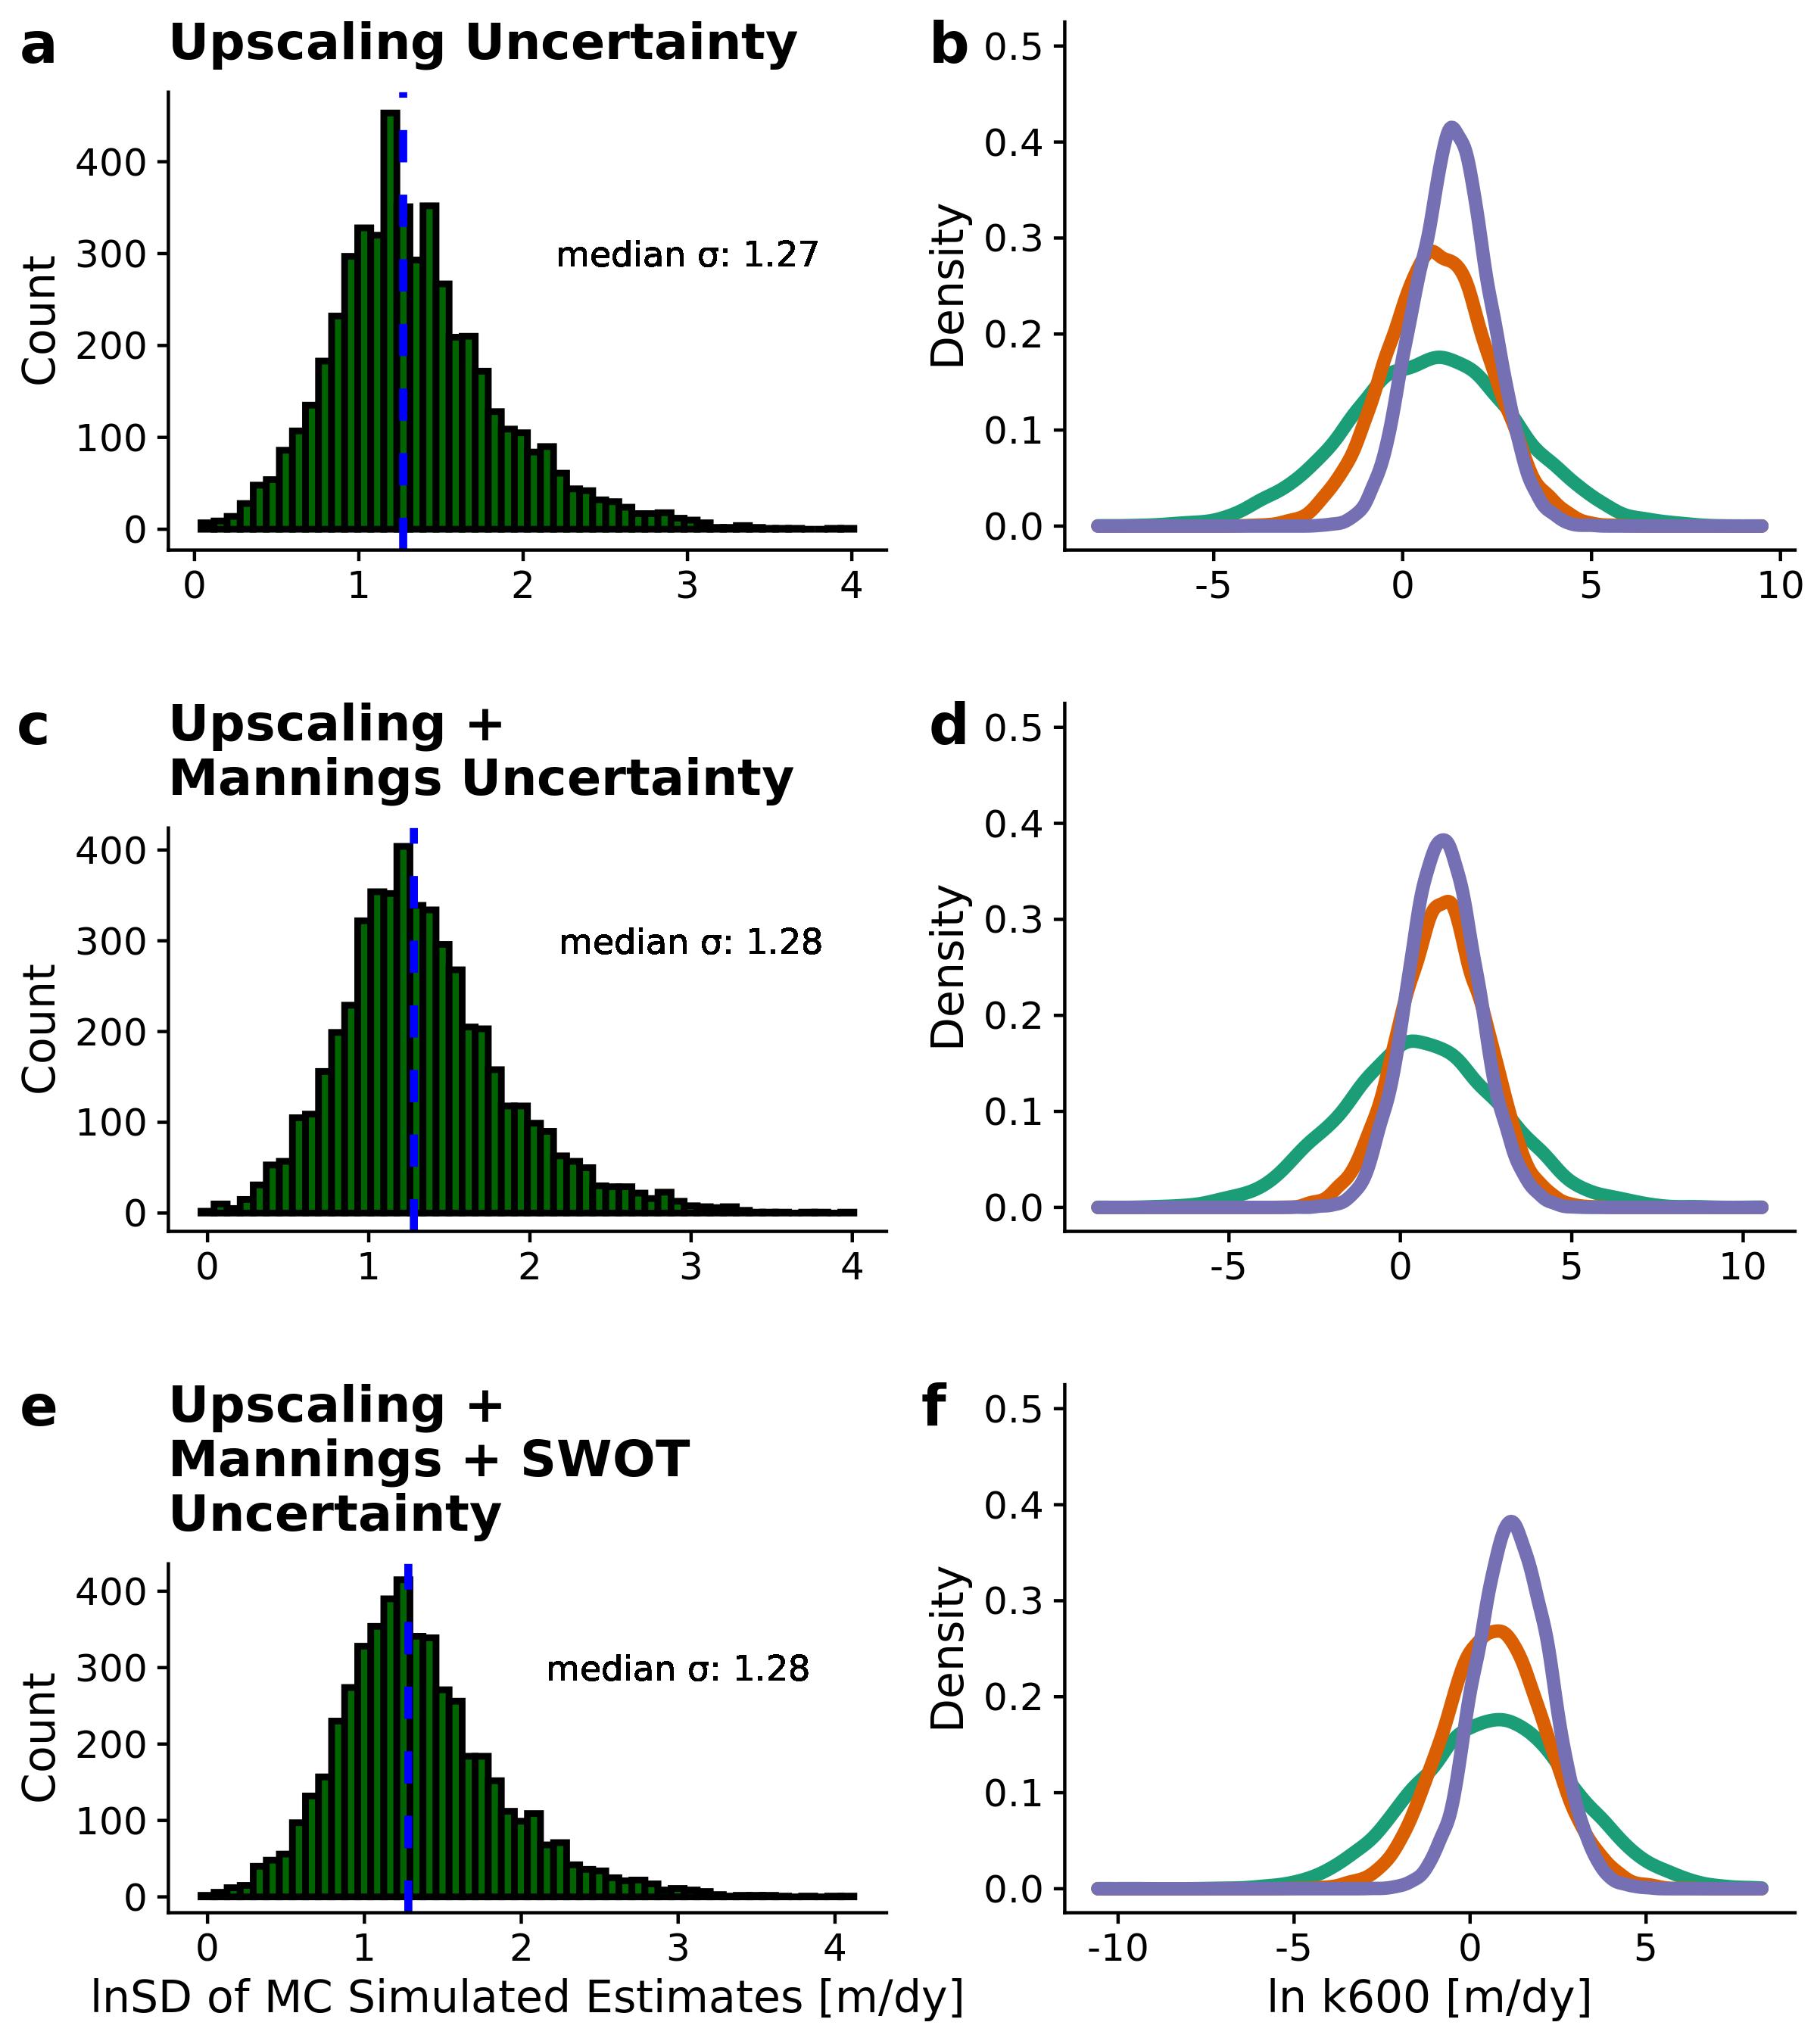 a
Upscaling Uncertainty
Count
400
300
200
100
0
median σ: 1.27
0 1 2 3 4
b
Density
0.5
0.4
0.3
0.2
0.1
0.0
-5 0 5 10
c
Upscaling +
Mannings Uncertainty
Count
400
300
200
100
0
median σ: 1.28
0 1 2 3 4
d
Density
0.5
0.4
0.3
0.2
0.1
0.0
-5 0 5 10
e
Upscaling +
Mannings + SWOT
Uncertainty
Count
400
300
200
100
0
median σ: 1.28
0 1 2 3 4
lnSD of MC Simulated Estimates [m/dy]
f
Density
0.5
0.4
0.3
0.2
0.1
0.0
-10 -5 0 5
ln k600 [m/dy]